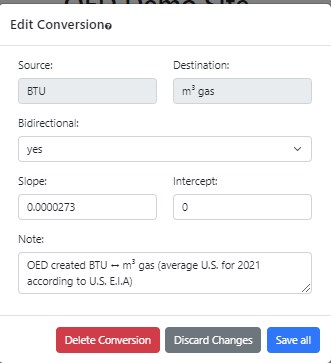 OED Demo Site
Edit Conversion?
Source:
Destination:
BTU
m³ gas
Bidirectional:
yes
Slope:
Intercept:
0.0000273
0
Note:
OED created BTU ↔ m³ gas (average U.S. for 2021
according to U.S. E.I.A)
Delete Conversion
Discard Changes
Save all